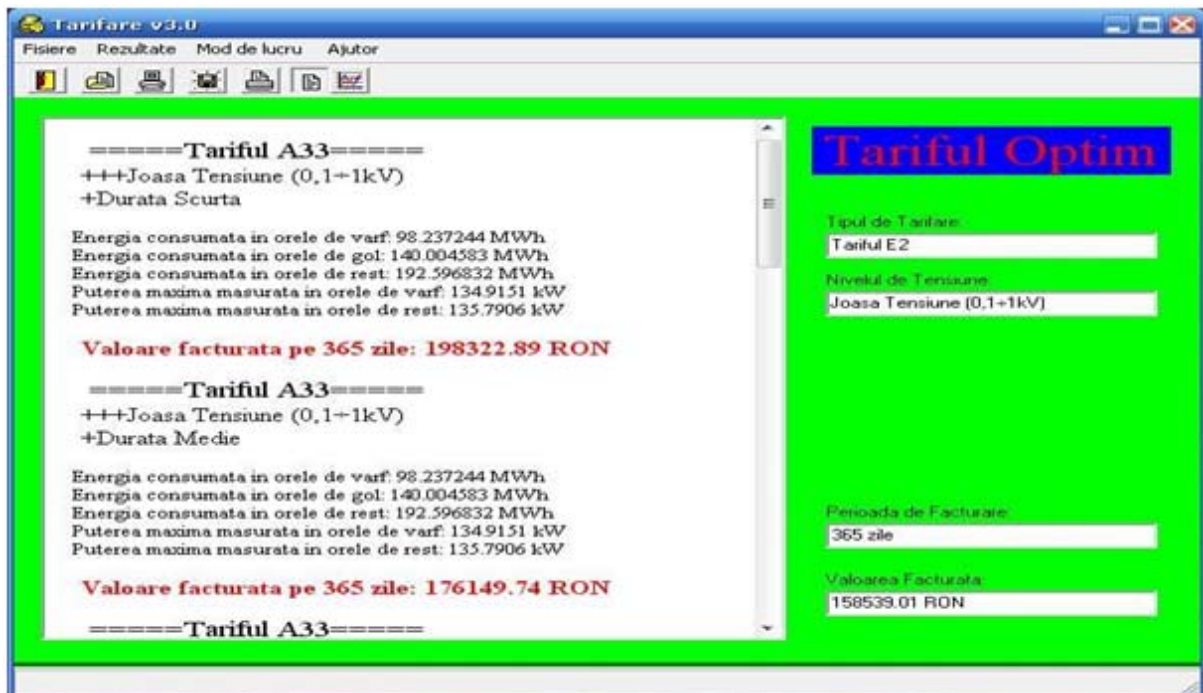 Tarifare v3.0
Fisiere Rezultate Mod de lucru Ajutor
=====Tariful A33=====
+++Joasa Tensiune (0,1÷1kV)
+Durata Scurta
Energia consumata in orele de varf: 98.237244 MWh
Energia consumata in orele de gol: 140.004583 MWh
Energia consumata in orele de rest: 192.596832 MWh
Puterea maxima masurata in orele de varf: 134.9151 kW
Puterea maxima masurata in orele de rest: 135.7906 kW
Valoare facturata pe 365 zile: 198322.89 RON
=====Tariful A33=====
+++Joasa Tensiune (0,1÷1kV)
+Durata Medie
Energia consumata in orele de varf: 98.237244 MWh
Energia consumata in orele de gol: 140.004583 MWh
Energia consumata in orele de rest: 192.596832 MWh
Puterea maxima masurata in orele de varf: 134.9151 kW
Puterea maxima masurata in orele de rest: 135.7906 kW
Valoare facturata pe 365 zile: 176149.74 RON
=====Tariful A33=====
Tariful Optim
Tipul de Tarifare:
Tariful E2
Nivelul de Tensiune:
Joasa Tensiune (0,1÷1kV)
Perioada de Facturare:
365 zile
Valoarea Facturata:
158539.01 RON